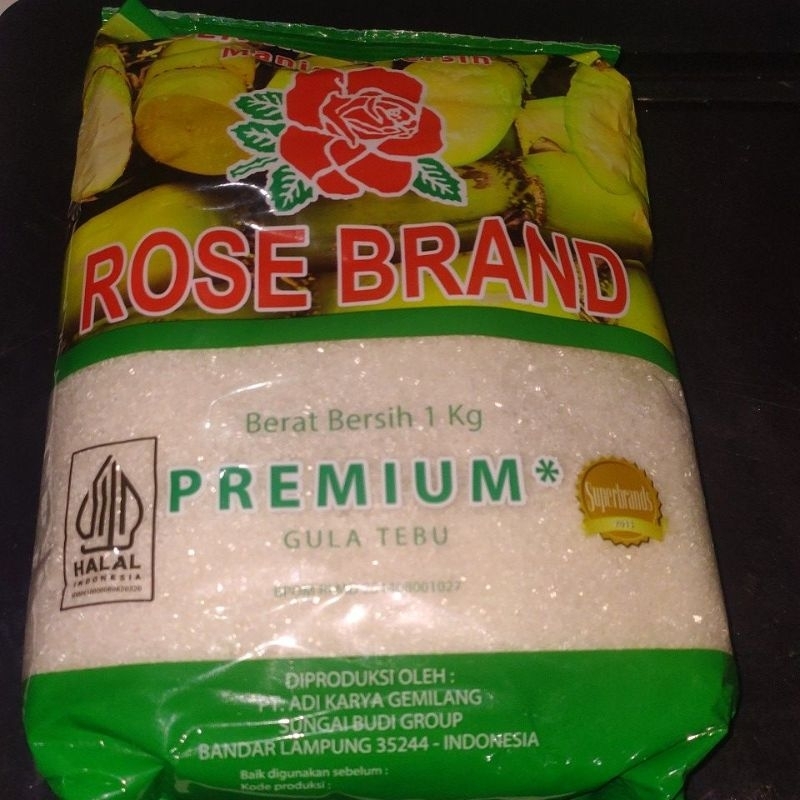 ROSE BRAND
Berat Bersih 1 Kg
PREMIUM*
GULA TEBU
HALAL
INDONESIA
Superbrands
DIPRODUKSI OLEH :
PT. ADI KARYA GEMILANG
SUNGAI BUDI GROUP
BANDAR LAMPUNG 35244 - INDONESIA
Baik digunakan sebelum :
Kode produksi :